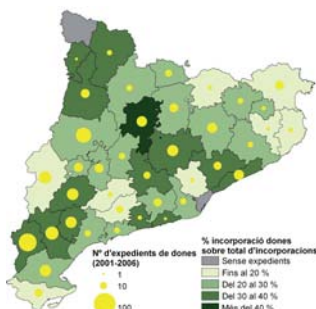 Nº d'expedients de dones
(2001-2006)
1
10
100
% incorporació dones
sobre total d'incorporacions
Sense expedients
Fins al 20 %
Del 20 al 30 %
Del 30 al 40 %
Més del 40 %